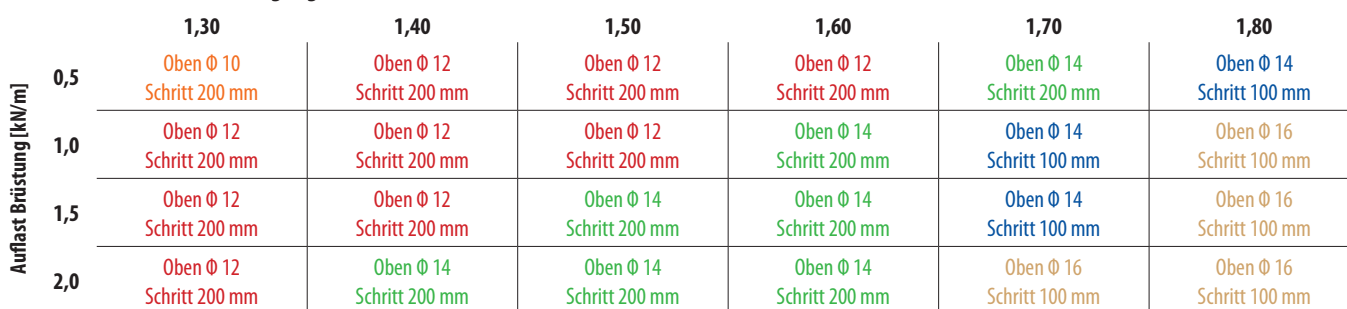 1,30 1,40 1,50 1,60 1,70 1,80
Auflast Brüstung [kN/m]
0,5 Oben Φ 10 Oben Φ 12 Oben Φ 12 Oben Φ 12 Oben Φ 14 Oben Φ 14
Schritt 200 mm Schritt 200 mm Schritt 200 mm Schritt 200 mm Schritt 200 mm Schritt 100 mm
1,0 Oben Φ 12 Oben Φ 12 Oben Φ 12 Oben Φ 14 Oben Φ 14 Oben Φ 16
Schritt 200 mm Schritt 200 mm Schritt 200 mm Schritt 200 mm Schritt 100 mm Schritt 100 mm
1,5 Oben Φ 12 Oben Φ 12 Oben Φ 14 Oben Φ 14 Oben Φ 14 Oben Φ 16
Schritt 200 mm Schritt 200 mm Schritt 200 mm Schritt 200 mm Schritt 100 mm Schritt 100 mm
2,0 Oben Φ 12 Oben Φ 14 Oben Φ 14 Oben Φ 14 Oben Φ 16 Oben Φ 16
Schritt 200 mm Schritt 200 mm Schritt 200 mm Schritt 200 mm Schritt 100 mm Schritt 100 mm